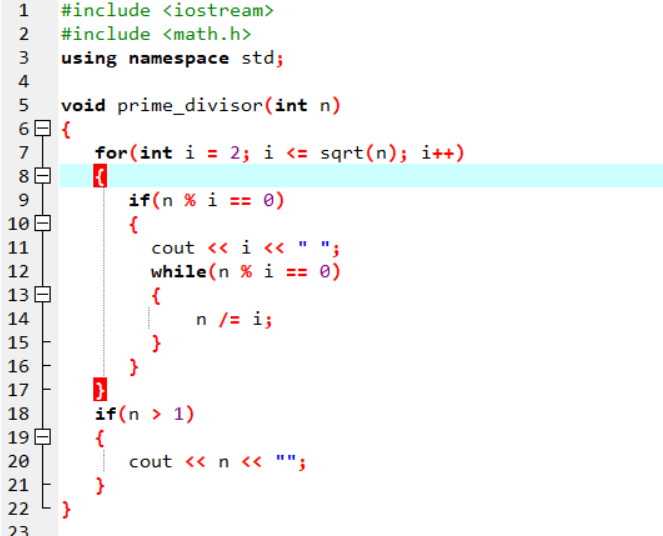 1 #include <iostream>
2 #include <math.h>
3 using namespace std;
4
5 void prime_divisor(int n)
6 {
7 for(int i = 2; i <= sqrt(n); i++)
8 {
9 if(n % i == 0)
10 {
11 cout << i << " ";
12 while(n % i == 0)
13 {
14 n /= i;
15 }
16 }
17 }
18 if(n > 1)
19 {
20 cout << n << "";
21 }
22 }
23